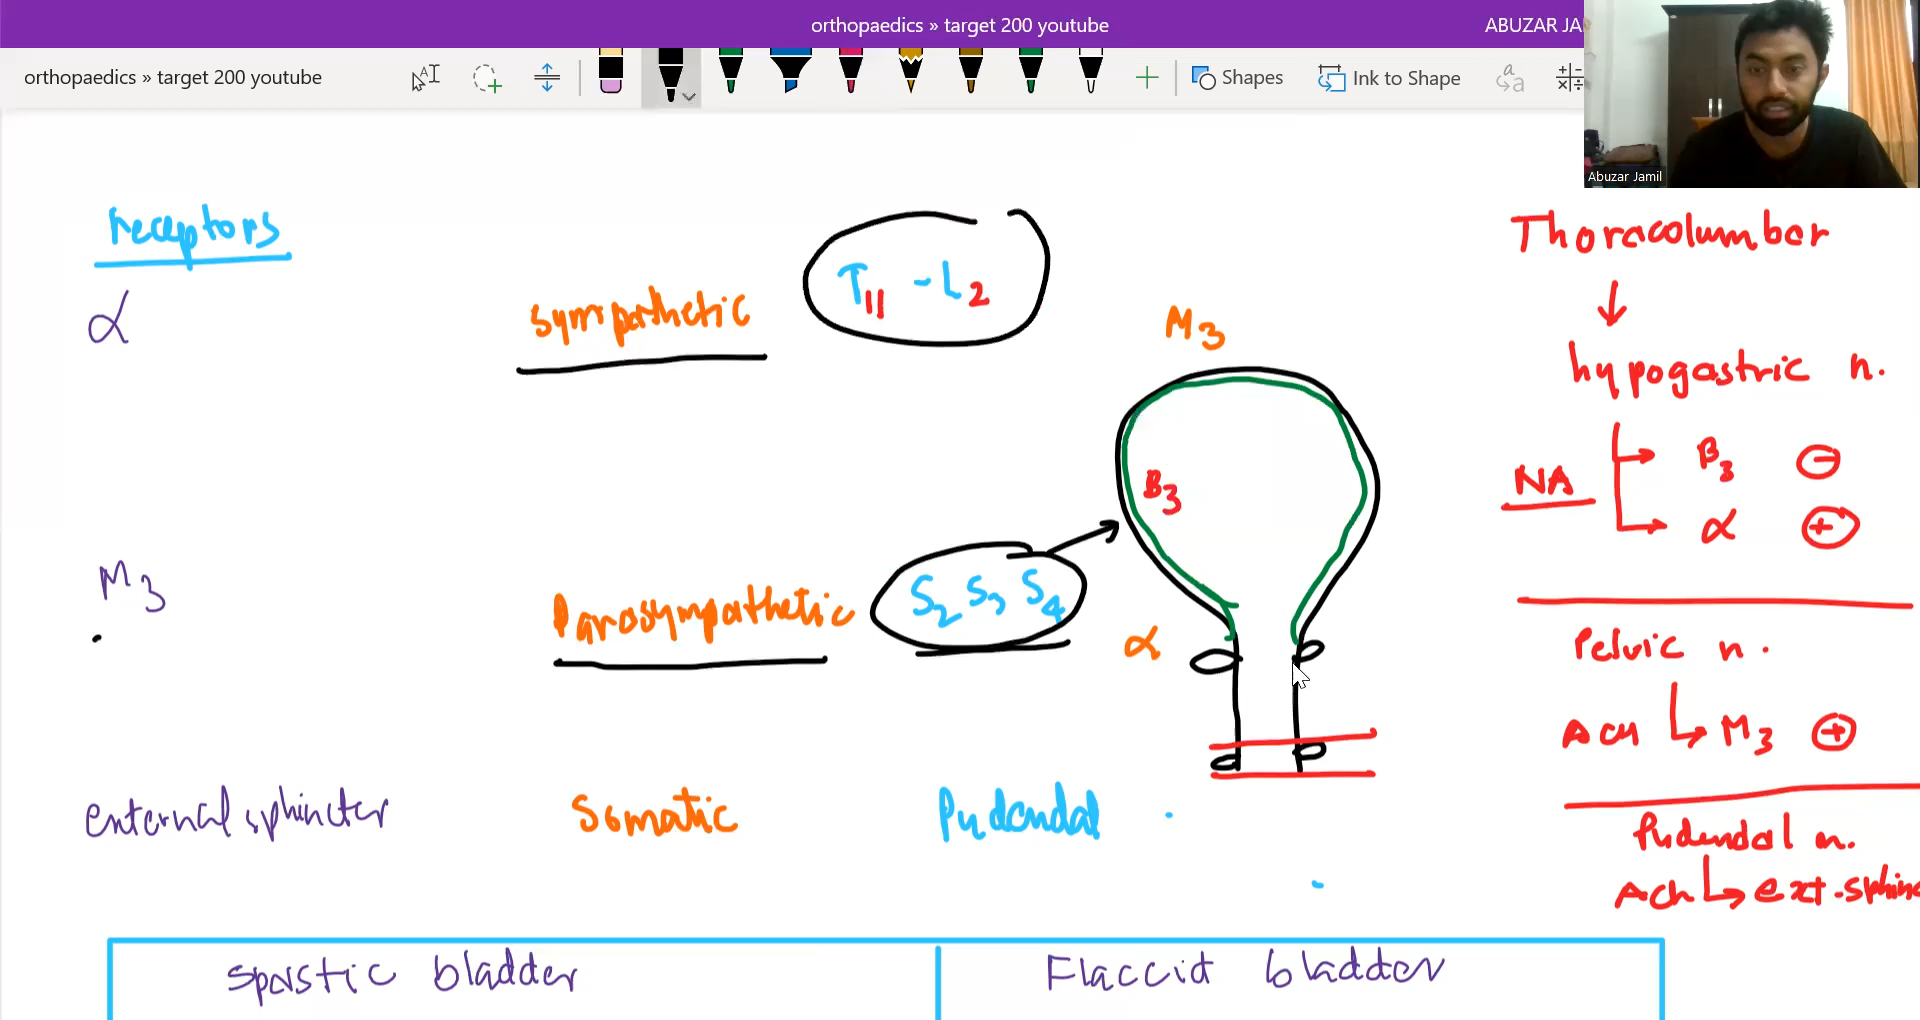 orthopaedics » target 200 youtube
ABUZAR JA
orthopaedics » target 200 youtube
Shapes
Ink to Shape
Abuzar Jamil
receptors
α
sympathetic
T11 - L2
M3
B3
M3
Parasympathetic
S2 S3 S4
α
external sphincter
Somatic
Pudendal
Thoracolumbar
↓
hypogastric n.
NA
B3 ⊖
α ⊕
Pelvic n.
Ach ↳ M3 ⊕
Pudendal n.
Ach ↳ ext. sphinc
Spastic bladder
Flaccid bladder